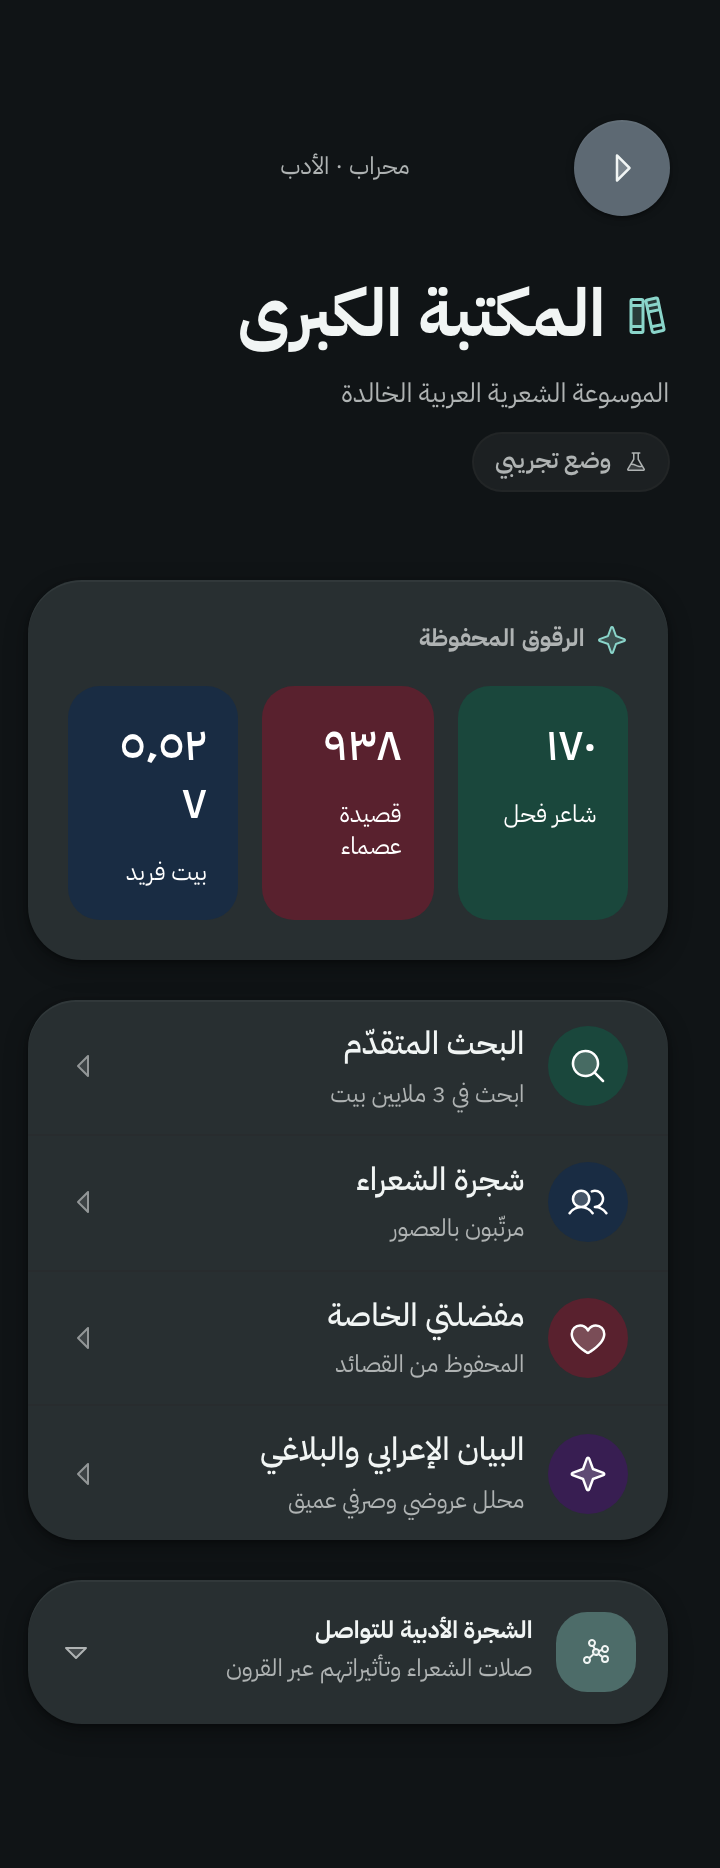 محراب · الأدب
المكتبة الكبرى
الموسوعة الشعرية العربية الخالدة
وضع تجريبي
الرقوق المحفوظة
١٧٠
شاعر فحل
٩٣٨
قصيدة
عصماء
٥,٥٢
٧
بيت فريد
البحث المتقدّم
ابحث في 3 ملايين بيت
شجرة الشعراء
مرتّبون بالعصور
مفضلتي الخاصة
المحفوظ من القصائد
البيان الإعرابي والبلاغي
محلل عروضي وصرفي عميق
الشجرة الأدبية للتواصل
صلات الشعراء وتأثيراتهم عبر القرون